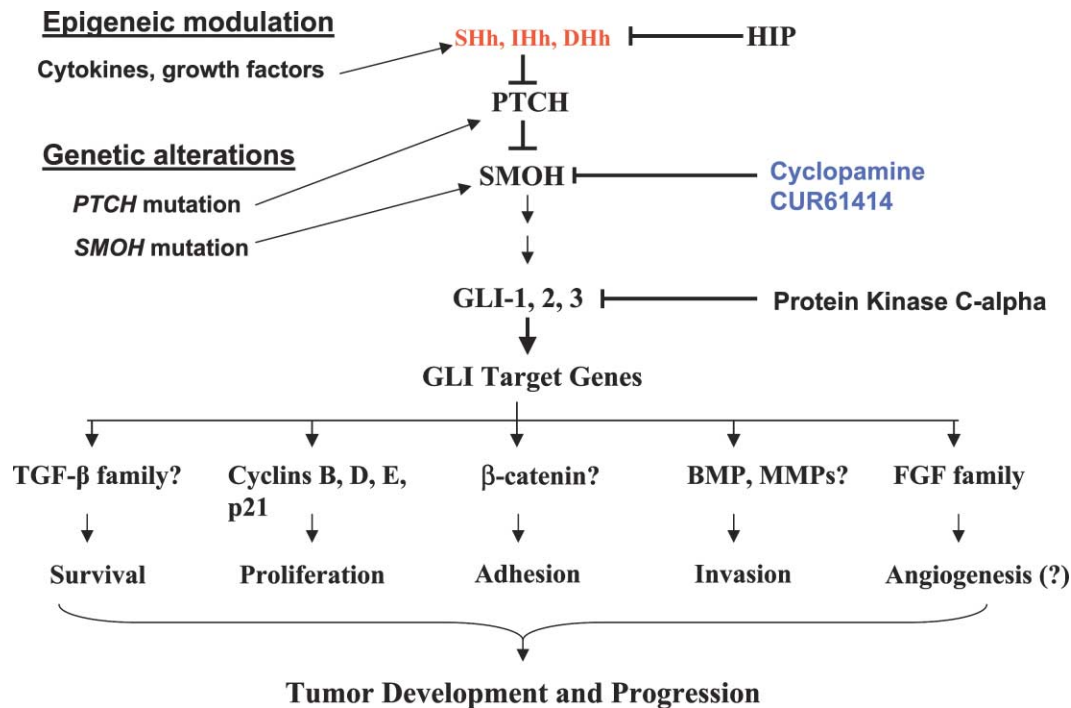 Epigeneic modulation
SHh, IHh, DHh
HIP
Cytokines, growth factors
PTCH
Genetic alterations
SMOH
Cyclopamine
CUR61414
PTCH mutation
SMOH mutation
GLI-1, 2, 3
Protein Kinase C-alpha
GLI Target Genes
TGF-β family?
Cyclins B, D, E,
p21
β-catenin?
BMP, MMPs?
FGF family
Survival
Proliferation
Adhesion
Invasion
Angiogenesis (?)
Tumor Development and Progression